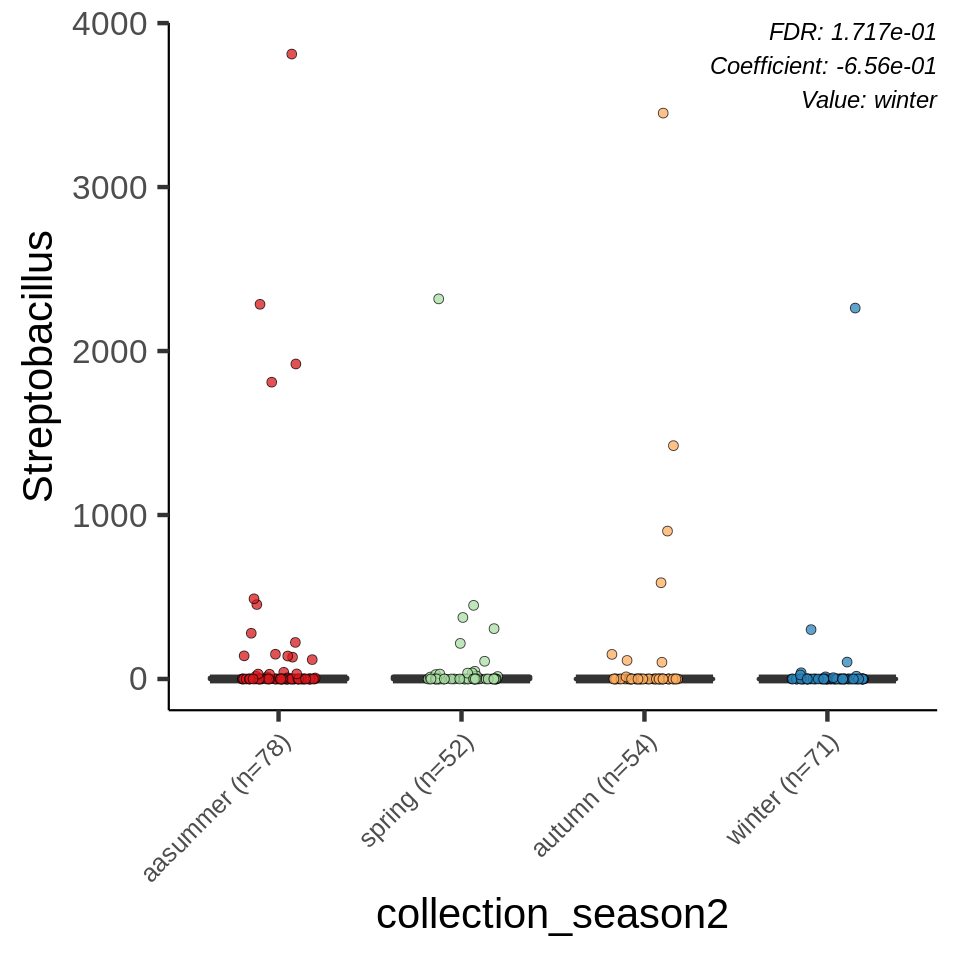 FDR: 1.717e-01
Coefficient: -6.56e-01
Value: winter
4000
3000
2000
1000
0
Streptobacillus
aasummer (n=78)
spring (n=52)
autumn (n=54)
winter (n=71)
collection_season2